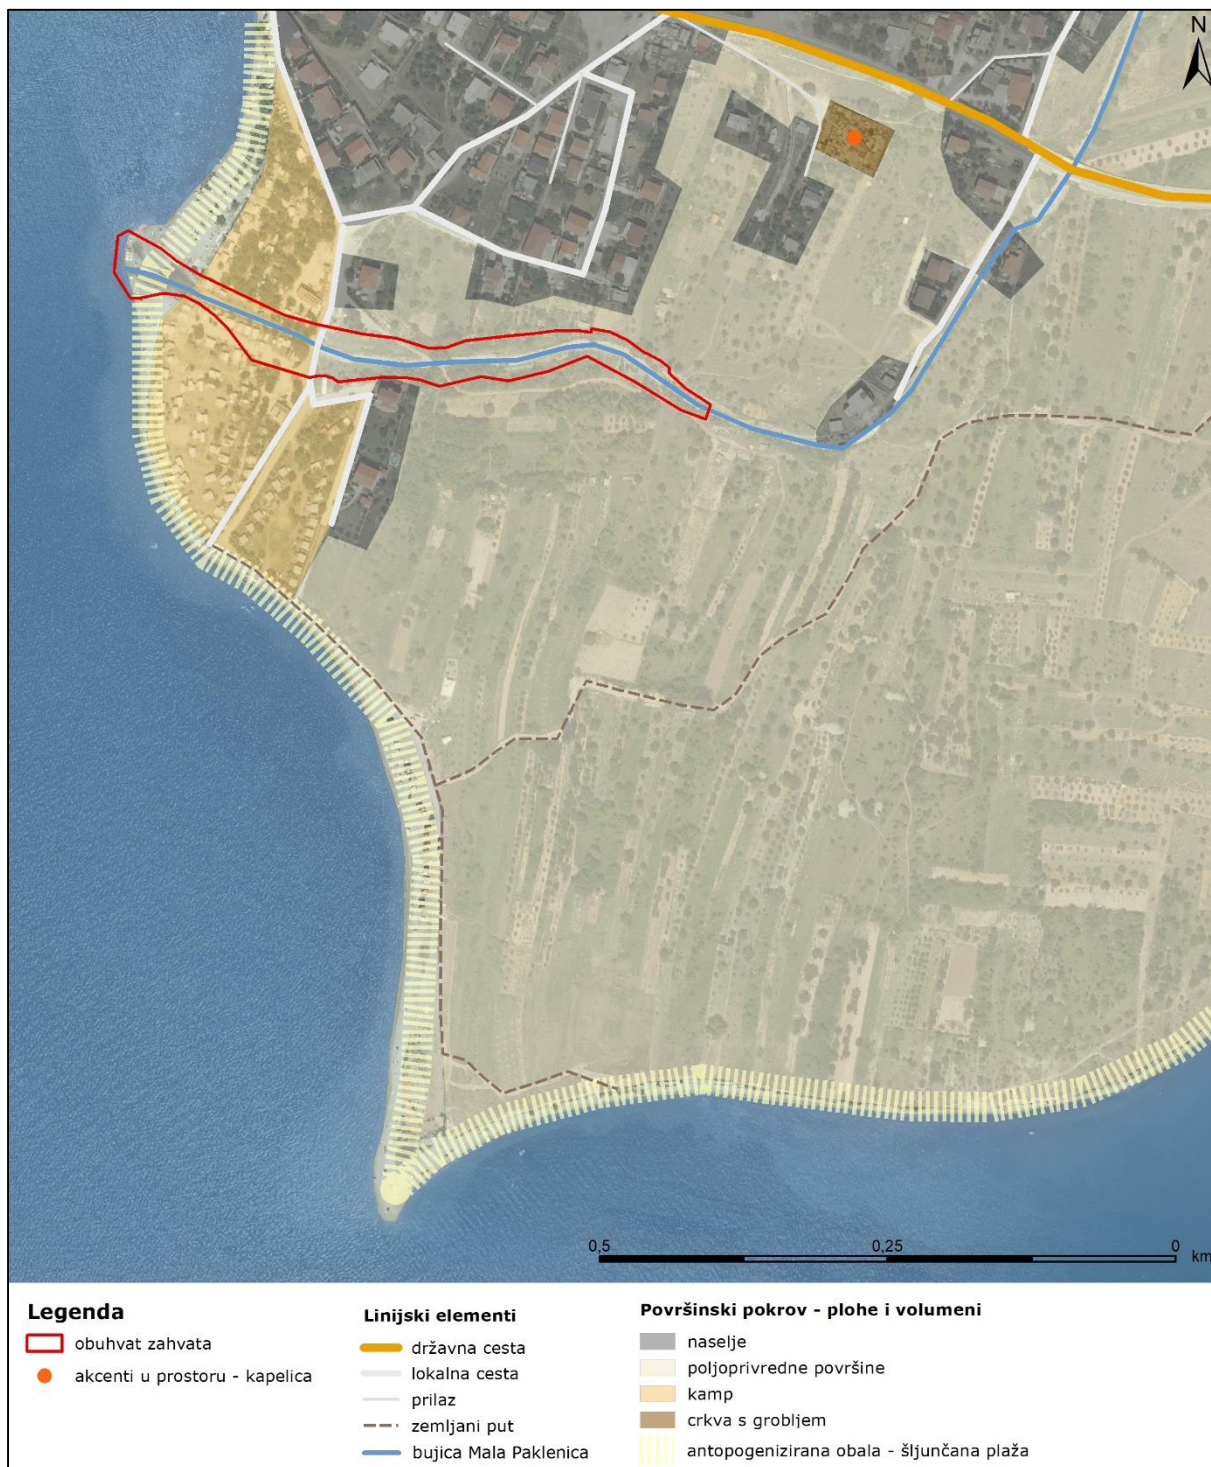 N
0,5 0,25 0
km
Legenda
obuhvat zahvata
akcenti u prostoru - kapelica
Linijski elementi
državna cesta
lokalna cesta
prilaz
zemljani put
bujica Mala Paklenica
Površinski pokrov - plohe i volumeni
naselje
poljoprivredne površine
kamp
crkva s grobljem
antopogenizirana obala - šljunčana plaža